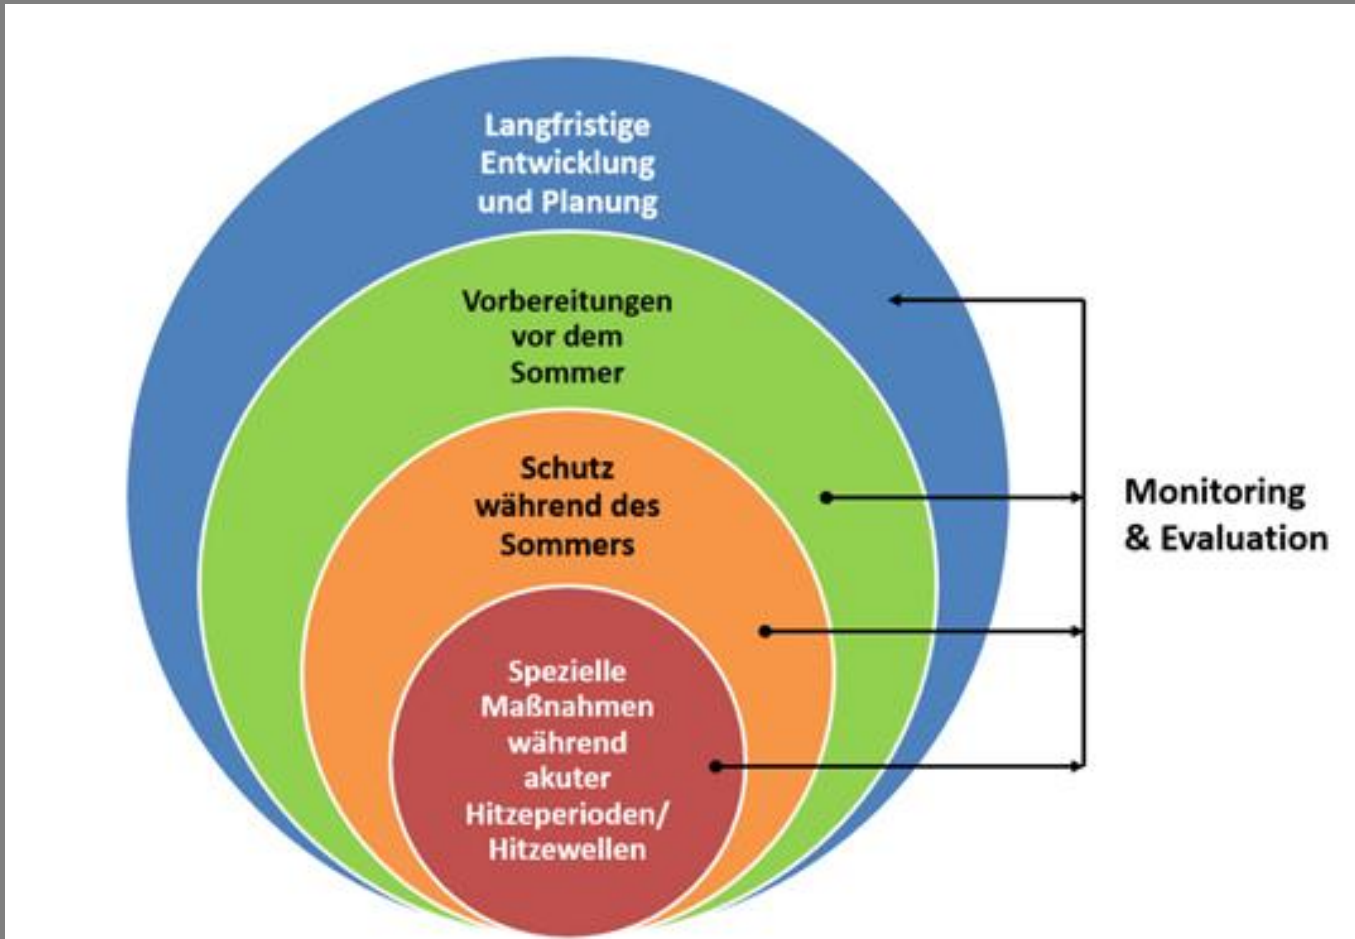 Langfristige
Entwicklung
und Planung
Vorbereitungen
vor dem
Sommer
Schutz
während des
Sommers
Spezielle
Maßnahmen
während
akuter
Hitzeperioden/
Hitzewellen
Monitoring
& Evaluation